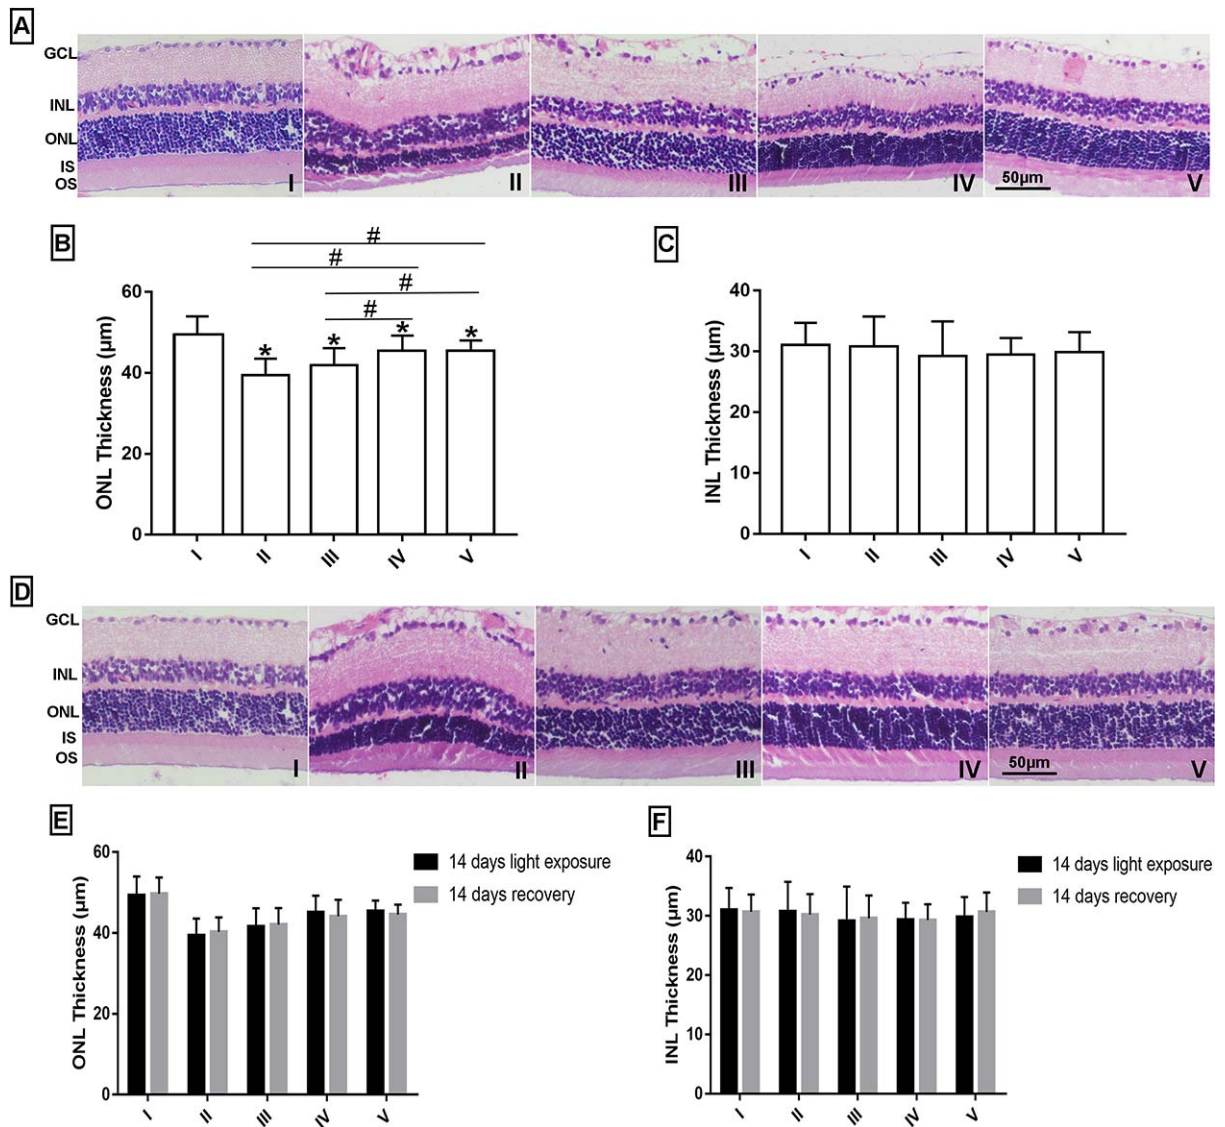 A
GCL
INL
ONL
IS
OS
I
II
III
IV
50µm
V
B
#
#
#
#
60
40
20
0
ONL Thickness (µm)
*
*
*
*
I
II
III
IV
V
C
40
30
20
10
0
INL Thickness (µm)
I
II
III
IV
V
D
GCL
INL
ONL
IS
OS
I
II
III
IV
50µm
V
E
60
40
20
0
ONL Thickness (µm)
14 days light exposure
14 days recovery
I
II
III
IV
V
F
40
30
20
10
0
INL Thickness (µm)
14 days light exposure
14 days recovery
I
II
III
IV
V